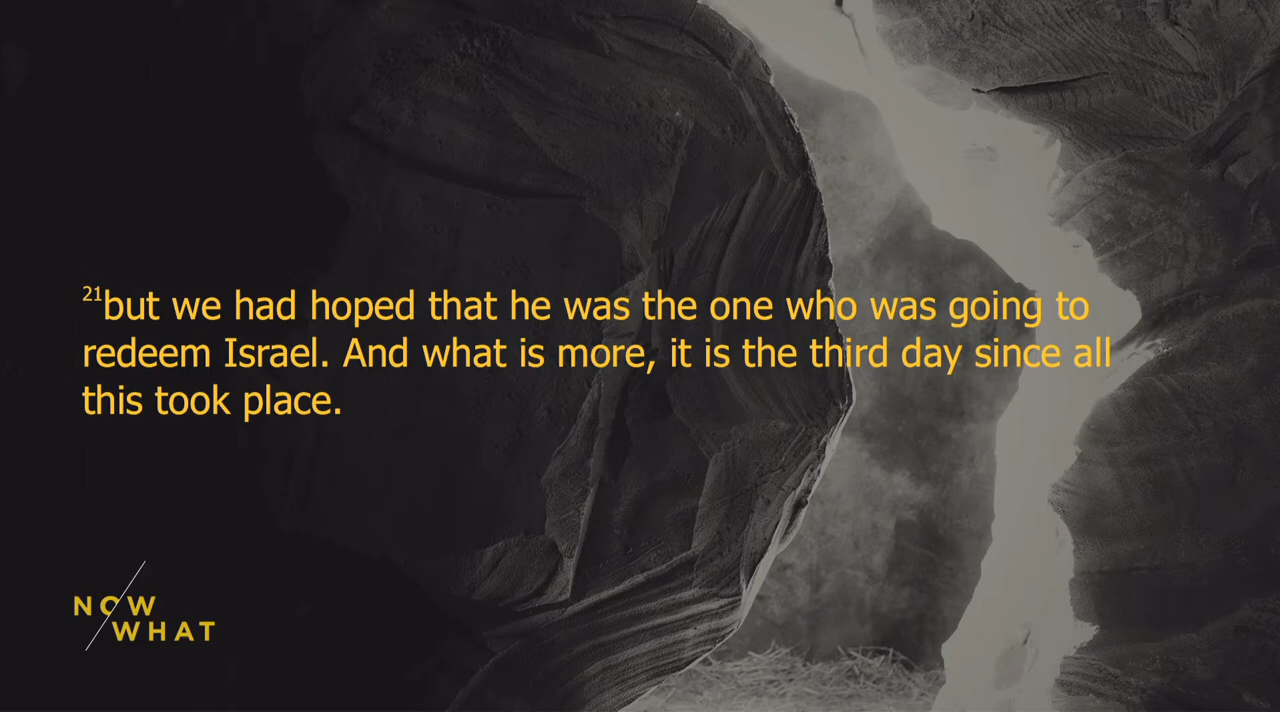 21but we had hoped that he was the one who was going to
redeem Israel. And what is more, it is the third day since all
this took place.
NOW
WHAT